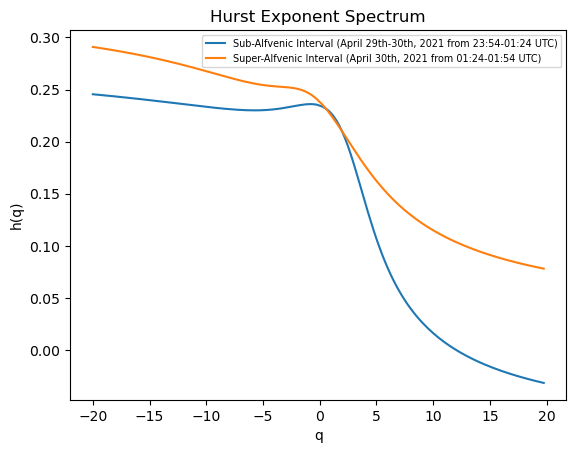 Hurst Exponent Spectrum
Sub-Alfvenic Interval (April 29th-30th, 2021 from 23:54-01:24 UTC)
Super-Alfvenic Interval (April 30th, 2021 from 01:24-01:54 UTC)
0.30
0.25
0.20
0.15
0.10
0.05
0.00
h(q)
−20 −15 −10 −5 0 5 10 15 20
q